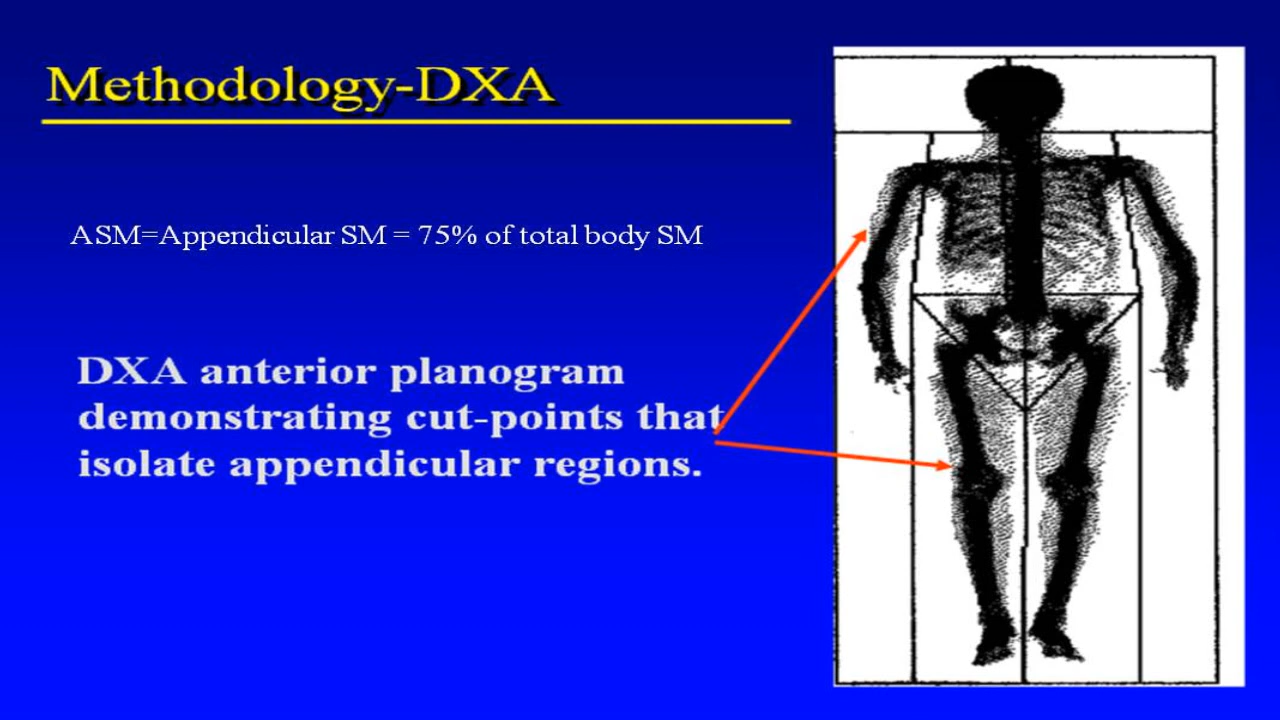 Methodology-DXA
ASM=Appendicular SM = 75% of total body SM
DXA anterior planogram
demonstrating cut-points that
isolate appendicular regions.